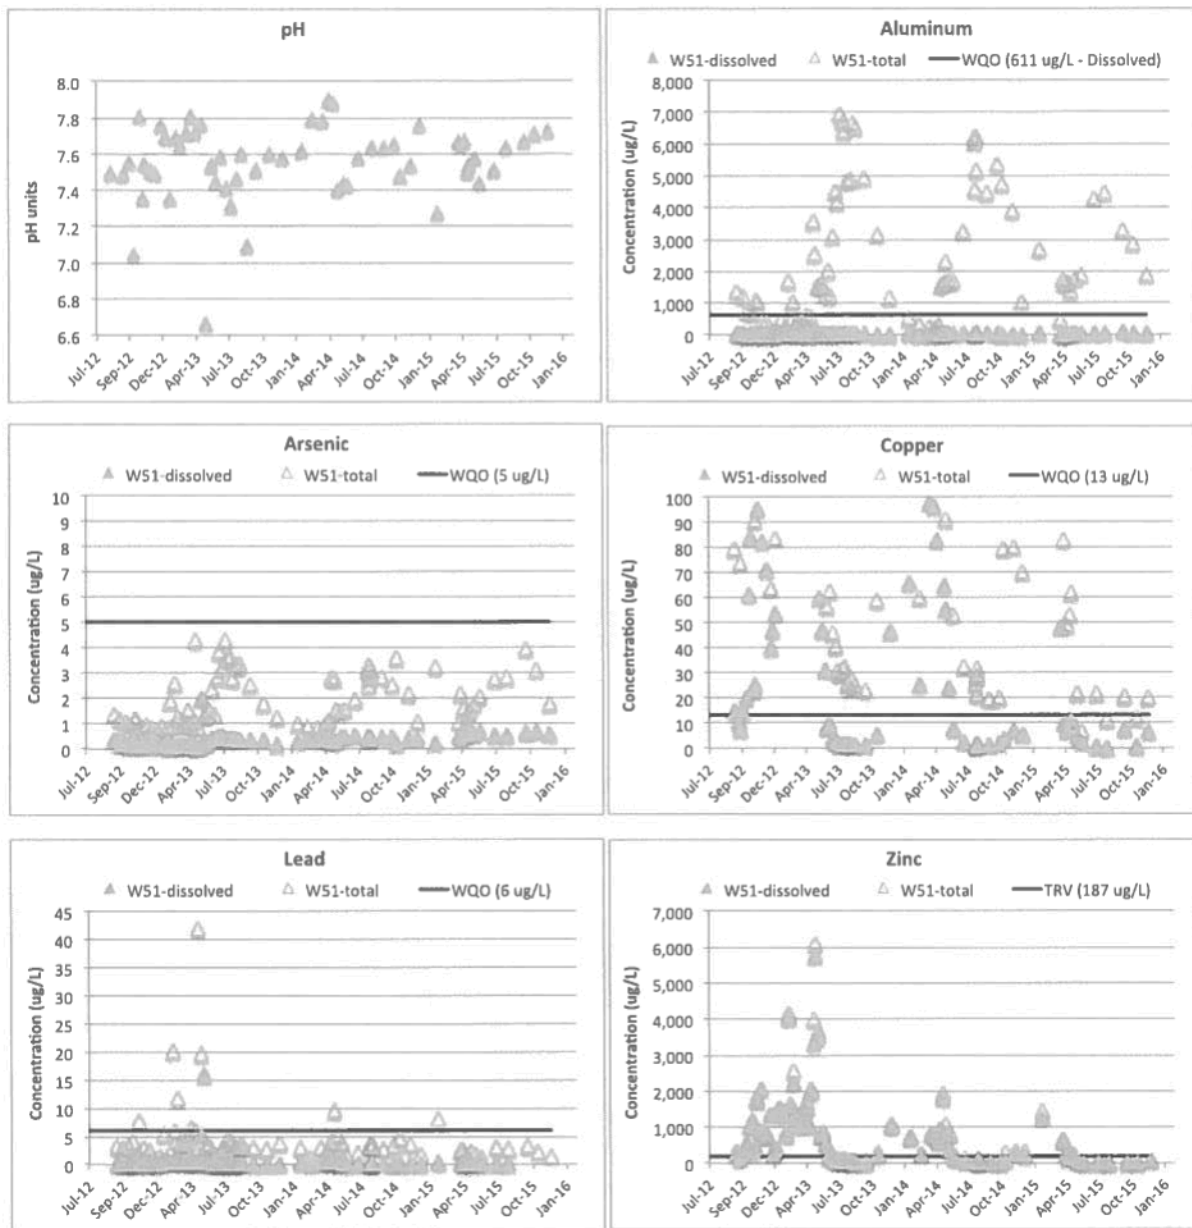 pH
pH units
8.0
7.8
7.6
7.4
7.2
7.0
6.8
6.6
Jul-12 Sep-12 Dec-12 Apr-13 Jul-13 Oct-13 Jan-14 Apr-14 Jul-14 Oct-14 Jan-15 Apr-15 Jul-15 Oct-15 Jan-16
Aluminum
W51-dissolved W51-total WQO (611 ug/L - Dissolved)
Concentration (ug/L)
8,000
7,000
6,000
5,000
4,000
3,000
2,000
1,000
0
Jul-12 Sep-12 Dec-12 Apr-13 Jul-13 Oct-13 Jan-14 Apr-14 Jul-14 Oct-14 Jan-15 Apr-15 Jul-15 Oct-15 Jan-16
Arsenic
W51-dissolved W51-total WQO (5 ug/L)
Concentration (ug/L)
10
9
8
7
6
5
4
3
2
1
0
Jul-12 Sep-12 Dec-12 Apr-13 Jul-13 Oct-13 Jan-14 Apr-14 Jul-14 Oct-14 Jan-15 Apr-15 Jul-15 Oct-15 Jan-16
Copper
W51-dissolved W51-total WQO (13 ug/L)
Concentration (ug/L)
100
90
80
70
60
50
40
30
20
10
0
Jul-12 Sep-12 Dec-12 Apr-13 Jul-13 Oct-13 Jan-14 Apr-14 Jul-14 Oct-14 Jan-15 Apr-15 Jul-15 Oct-15 Jan-16
Lead
W51-dissolved W51-total WQO (6 ug/L)
Concentration (ug/L)
45
40
35
30
25
20
15
10
5
0
Jul-12 Sep-12 Dec-12 Apr-13 Jul-13 Oct-13 Jan-14 Apr-14 Jul-14 Oct-14 Jan-15 Apr-15 Jul-15 Oct-15 Jan-16
Zinc
W51-dissolved W51-total TRV (187 ug/L)
Concentration (ug/L)
7,000
6,000
5,000
4,000
3,000
2,000
1,000
0
Jul-12 Sep-12 Dec-12 Apr-13 Jul-13 Oct-13 Jan-14 Apr-14 Jul-14 Oct-14 Jan-15 Apr-15 Jul-15 Oct-15 Jan-16